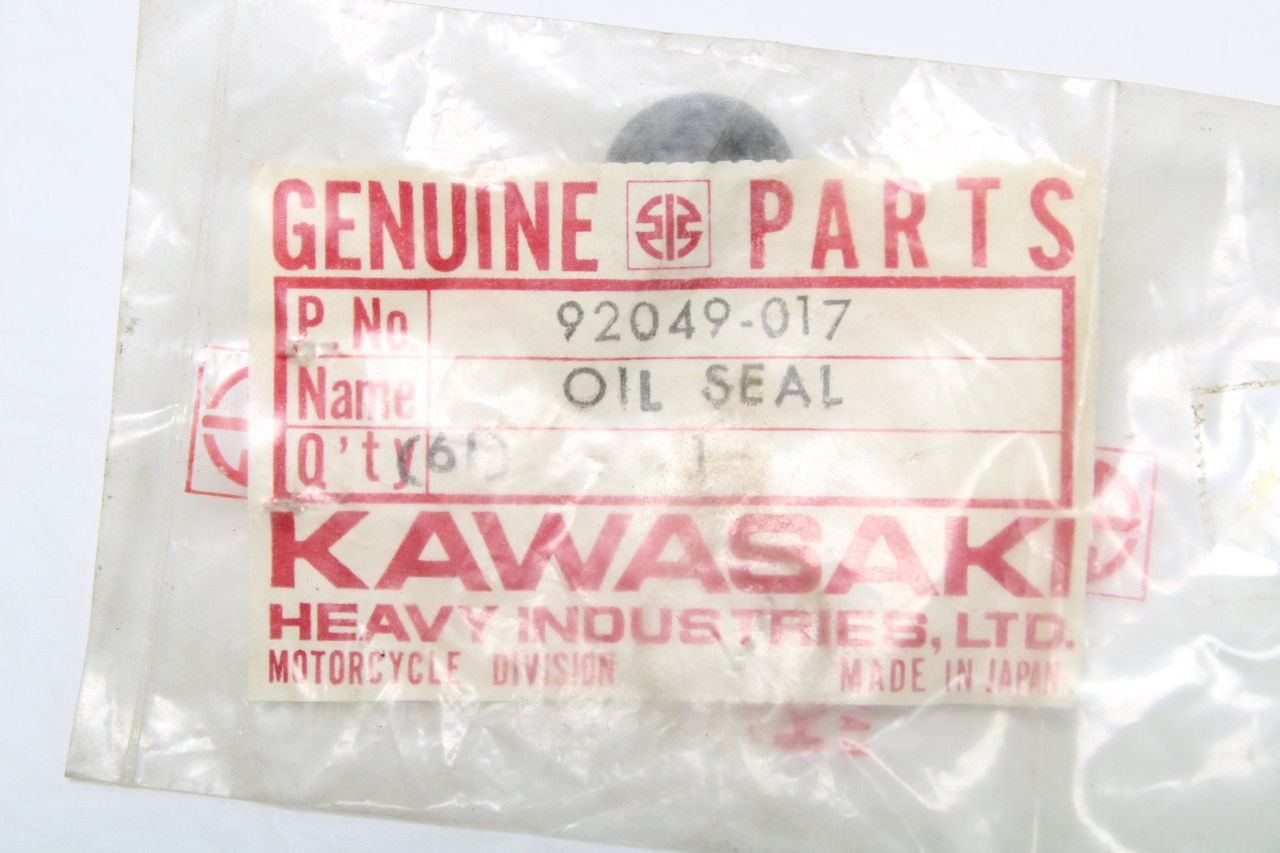 GENUINE PARTS
P. No. 92049-017
Name OIL SEAL
Q'ty (61) 1
KAWASAKI
HEAVY INDUSTRIES, LTD.
MOTORCYCLE DIVISION MADE IN JAPAN